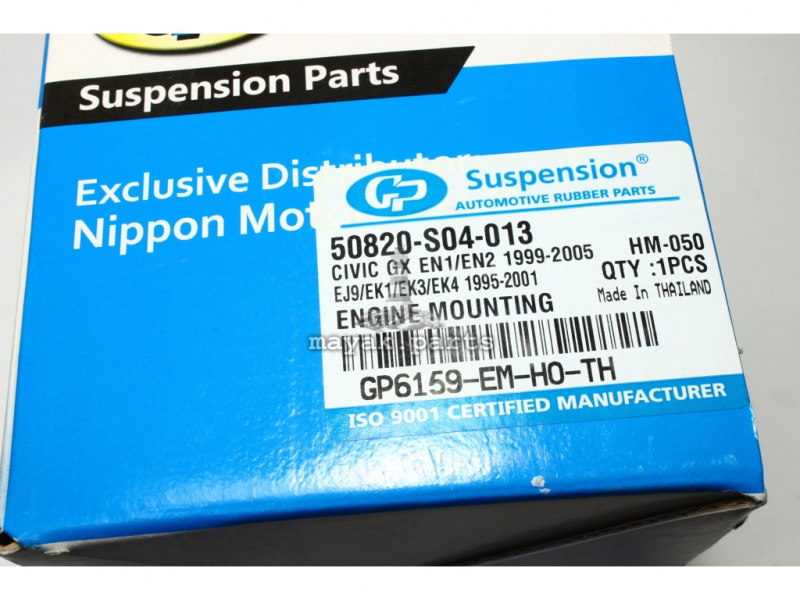 GP
Suspension Parts
Exclusive Distributor
Nippon Moto
GP Suspension®
AUTOMOTIVE RUBBER PARTS
50820-S04-013
HM-050
CIVIC GX EN1/EN2 1999-2005
QTY :1PCS
EJ9/EK1/EK3/EK4 1995-2001
Made In THAILAND
ENGINE MOUNTING
mayak.parts
GP6159-EM-HO-TH
ISO 9001 CERTIFIED MANUFACTURER